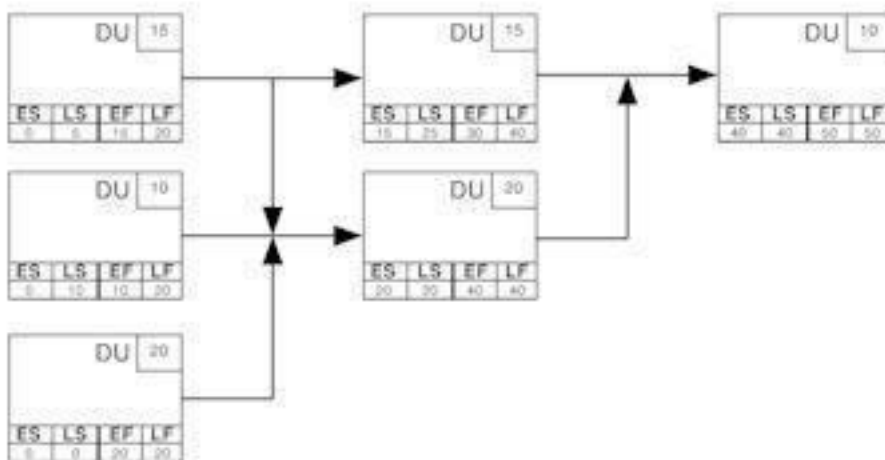 DU 15
DU 15
DU 10
ES LS EF LF
0 5 15 20
ES LS EF LF
15 25 30 40
ES LS EF LF
40 40 50 50
DU 10
DU 20
ES LS EF LF
0 10 10 20
ES LS EF LF
20 20 40 40
DU 20
ES LS EF LF
0 0 20 20